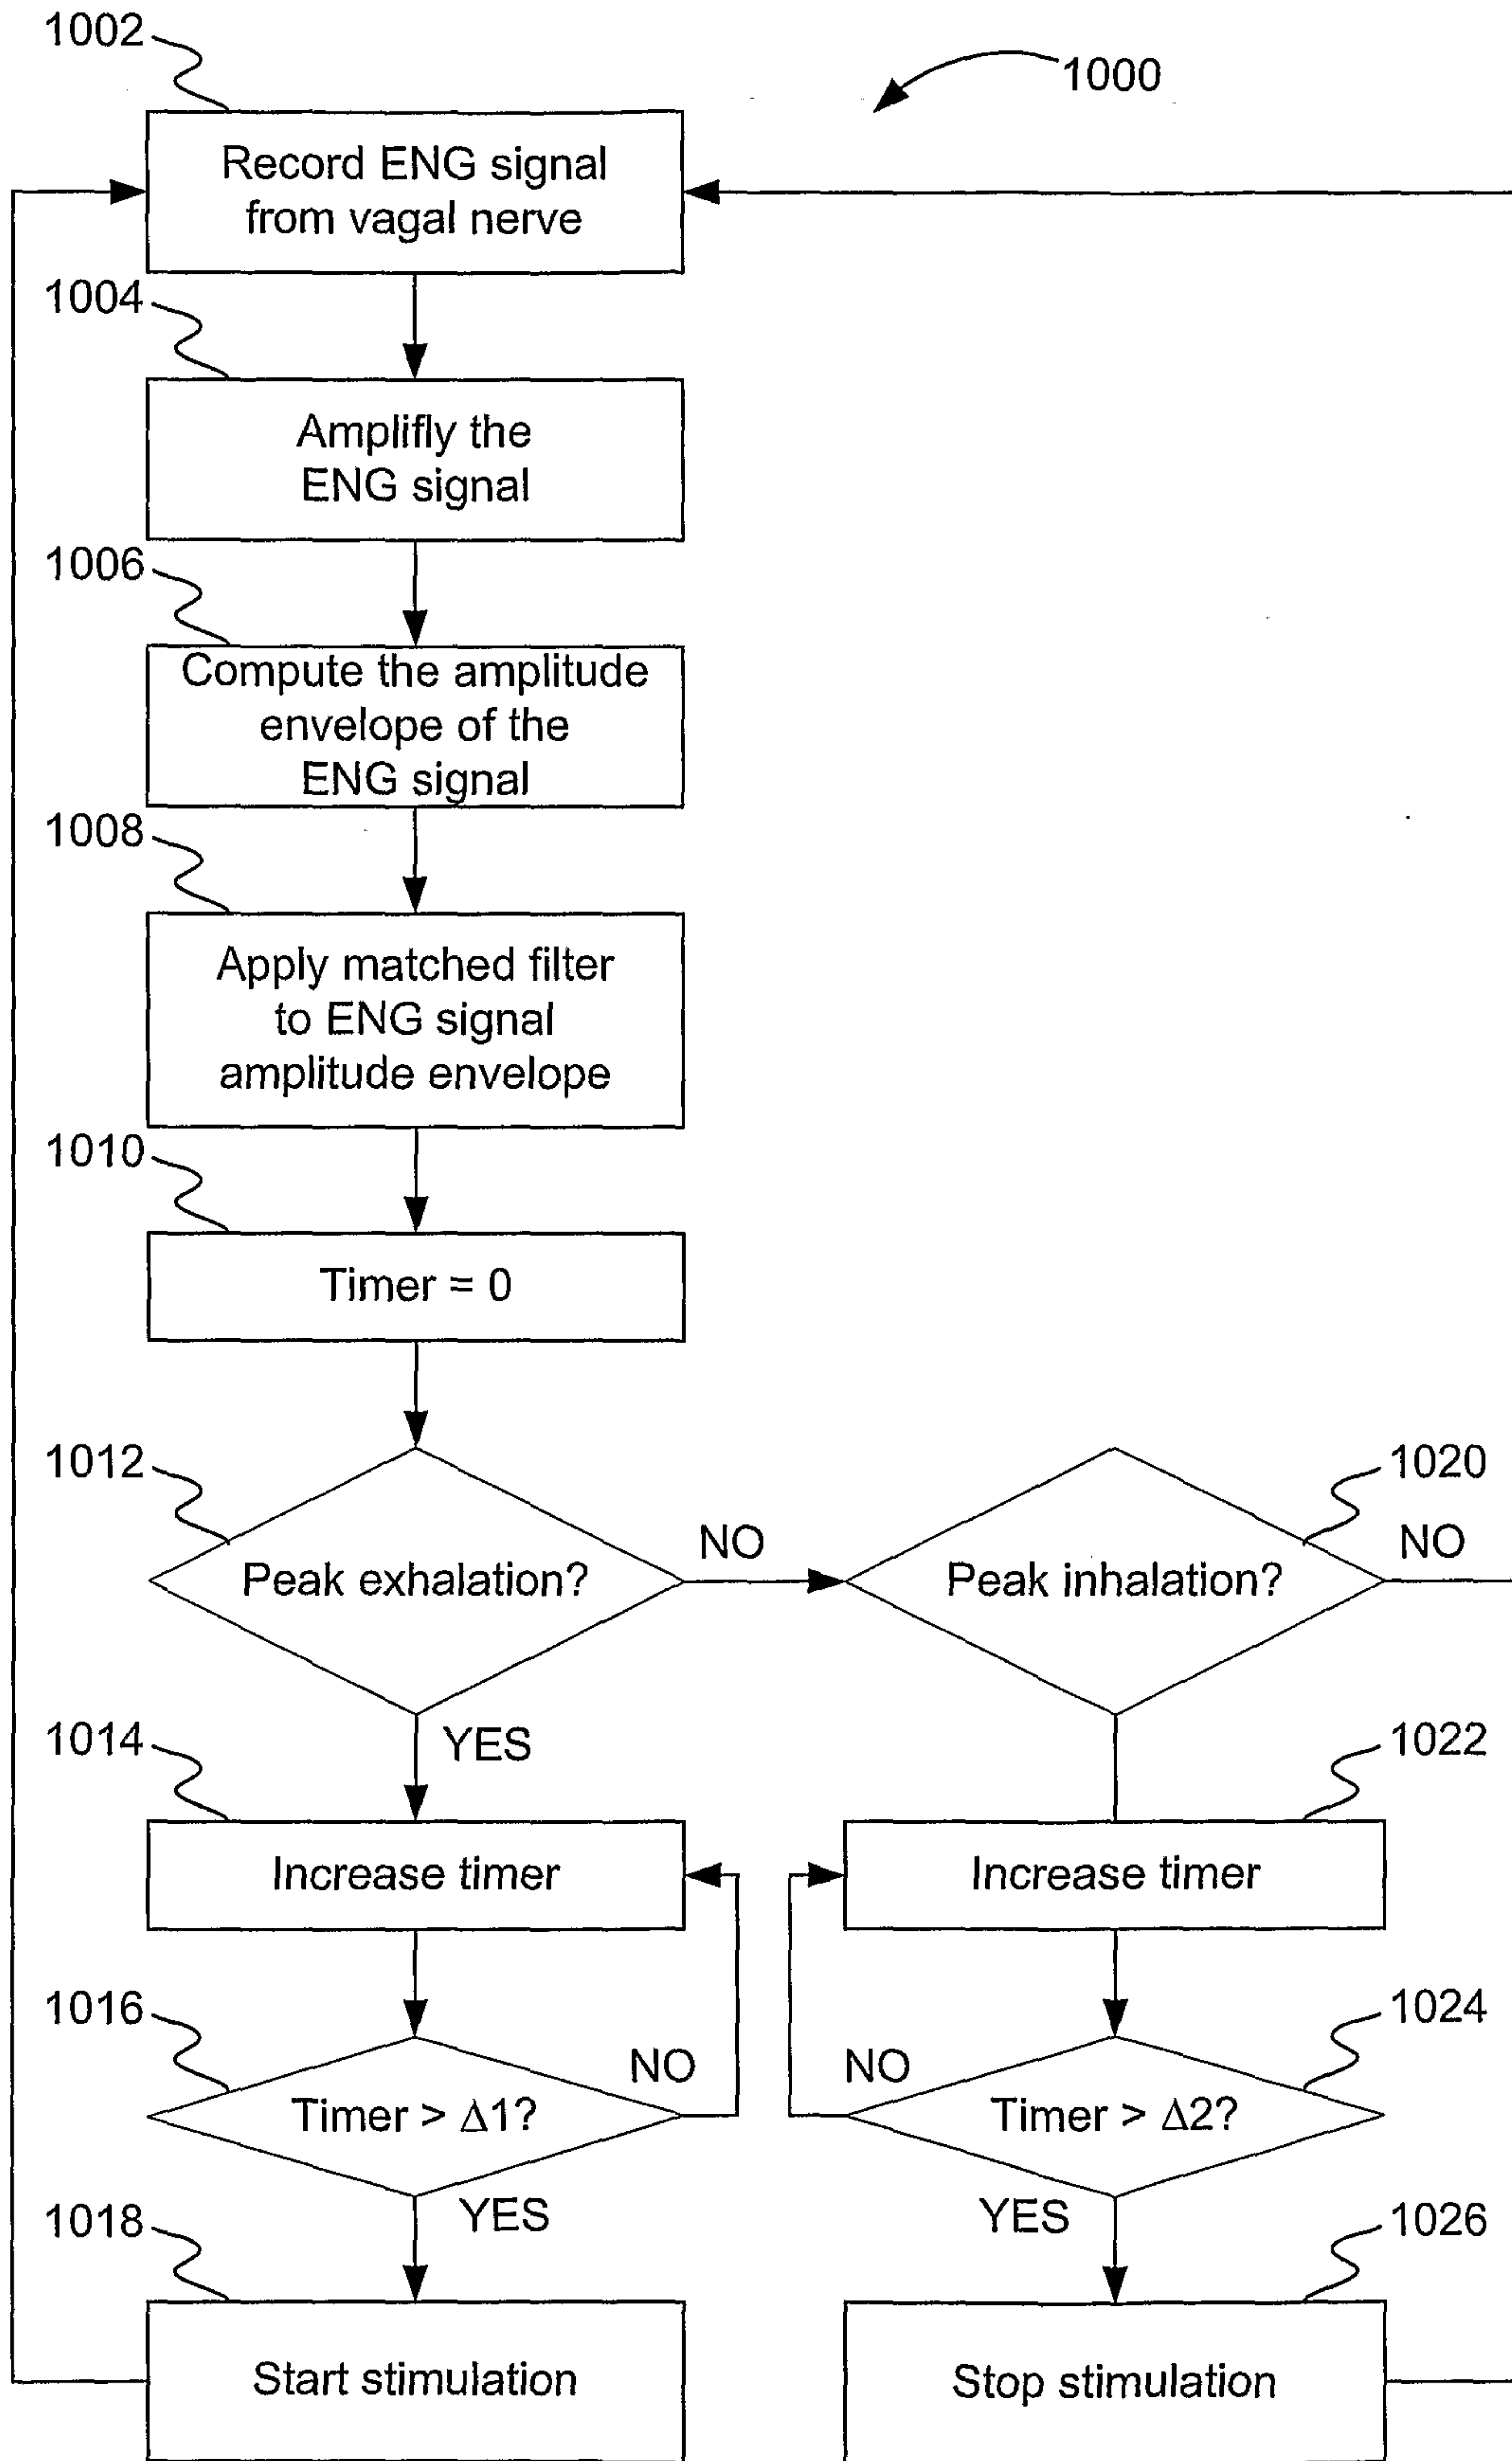 1002
1000
Record ENG signal
from vagal nerve
1004
Amplifly the
ENG signal
1006
Compute the amplitude
envelope of the
ENG signal
1008
Apply matched filter
to ENG signal
amplitude envelope
1010
Timer = 0
1012
Peak exhalation?
NO
1020
Peak inhalation?
NO
1014
YES
1022
Increase timer
Increase timer
1016
Timer > Δ1?
NO
1024
NO
Timer > Δ2?
1018
YES
YES
1026
Start stimulation
Stop stimulation